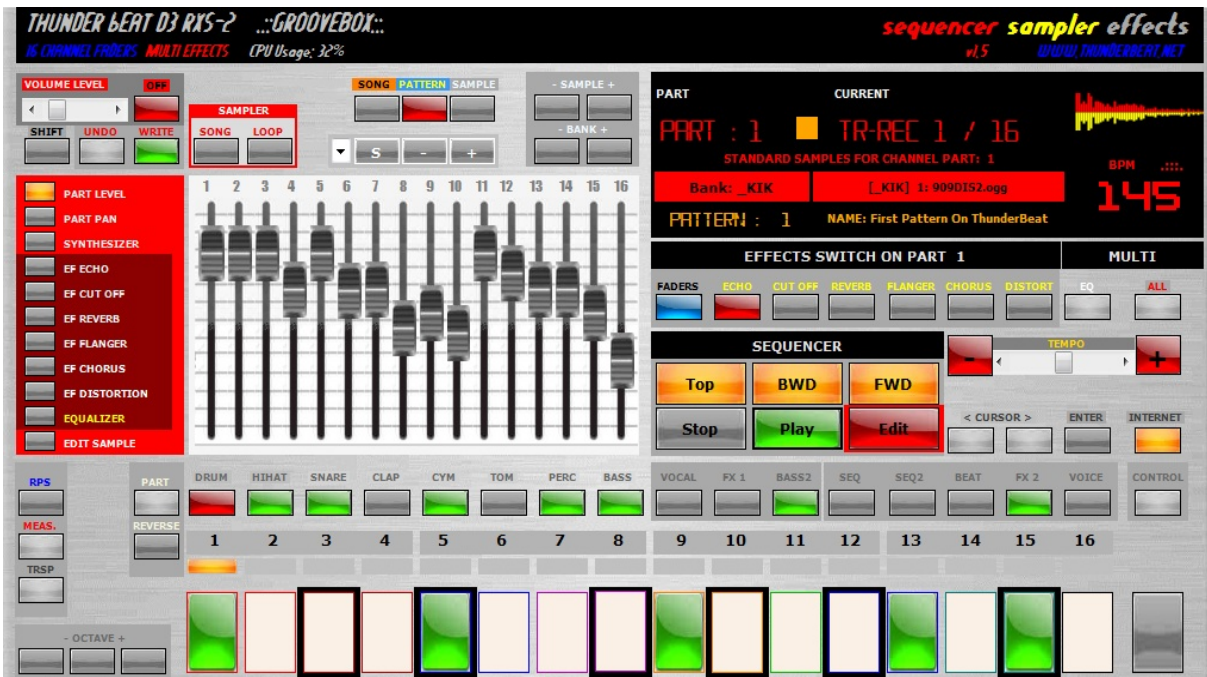 THUNDER bEAT D3 RXS-2 ..::GROOVEBOX::.
16 CHANNEL FADERS MULTI EFFECTS CPU Usage: 32%
sequencer sampler effects
v1,5 WWW.THUNDERBEAT.NET
VOLUME LEVEL OFF
SHIFT UNDO WRITE
SAMPLER
SONG LOOP
SONG PATTERN SAMPLE
S - +
- SAMPLE +
- BANK +
PART CURRENT
PART : 1 TR-REC 1 / 16
STANDARD SAMPLES FOR CHANNEL PART: 1
Bank: _KIK [_KIK] 1: 909DIS2.ogg
PATTERN : 1 NAME: First Pattern On ThunderBeat
BPM .:::.
145
PART LEVEL
PART PAN
SYNTHESIZER
EF ECHO
EF CUT OFF
EF REVERB
EF FLANGER
EF CHORUS
EF DISTORTION
EQUALIZER
EDIT SAMPLE
1 2 3 4 5 6 7 8 9 10 11 12 13 14 15 16
EFFECTS SWITCH ON PART 1 MULTI
FADERS ECHO CUT OFF REVERB FLANGER CHORUS DISTORT EQ ALL
SEQUENCER
Top BWD FWD
Stop Play Edit
- TEMPO +
< CURSOR > ENTER INTERNET
RPS PART
MEAS. REVERSE
TRSP
- OCTAVE +
DRUM HIHAT SNARE CLAP CYM TOM PERC BASS VOCAL FX 1 BASS2 SEQ SEQ2 BEAT FX 2 VOICE CONTROL
1 2 3 4 5 6 7 8 9 10 11 12 13 14 15 16